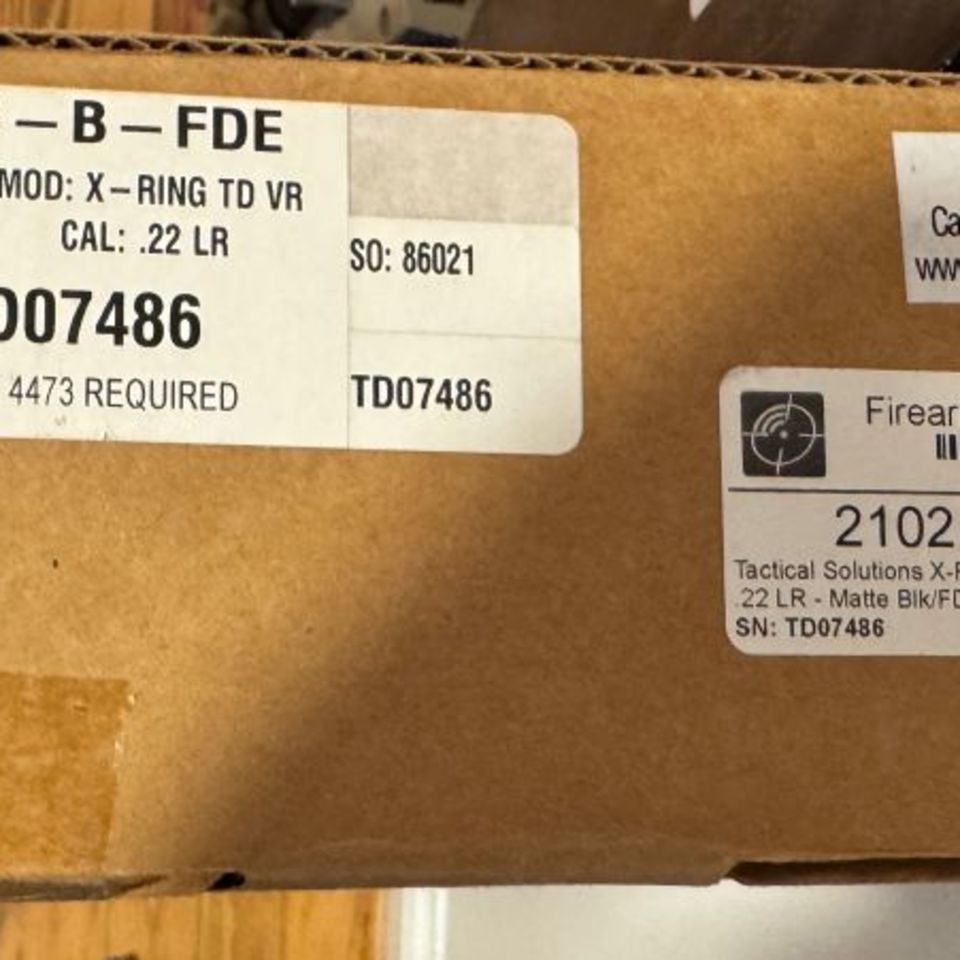 – B – FDE
MOD: X–RING TD VR
CAL: .22 LR
D07486
4473 REQUIRED
SO: 86021
TD07486
Ca
www
Firear
2102
Tactical Solutions X-R
.22 LR - Matte Blk/FD
SN: TD07486